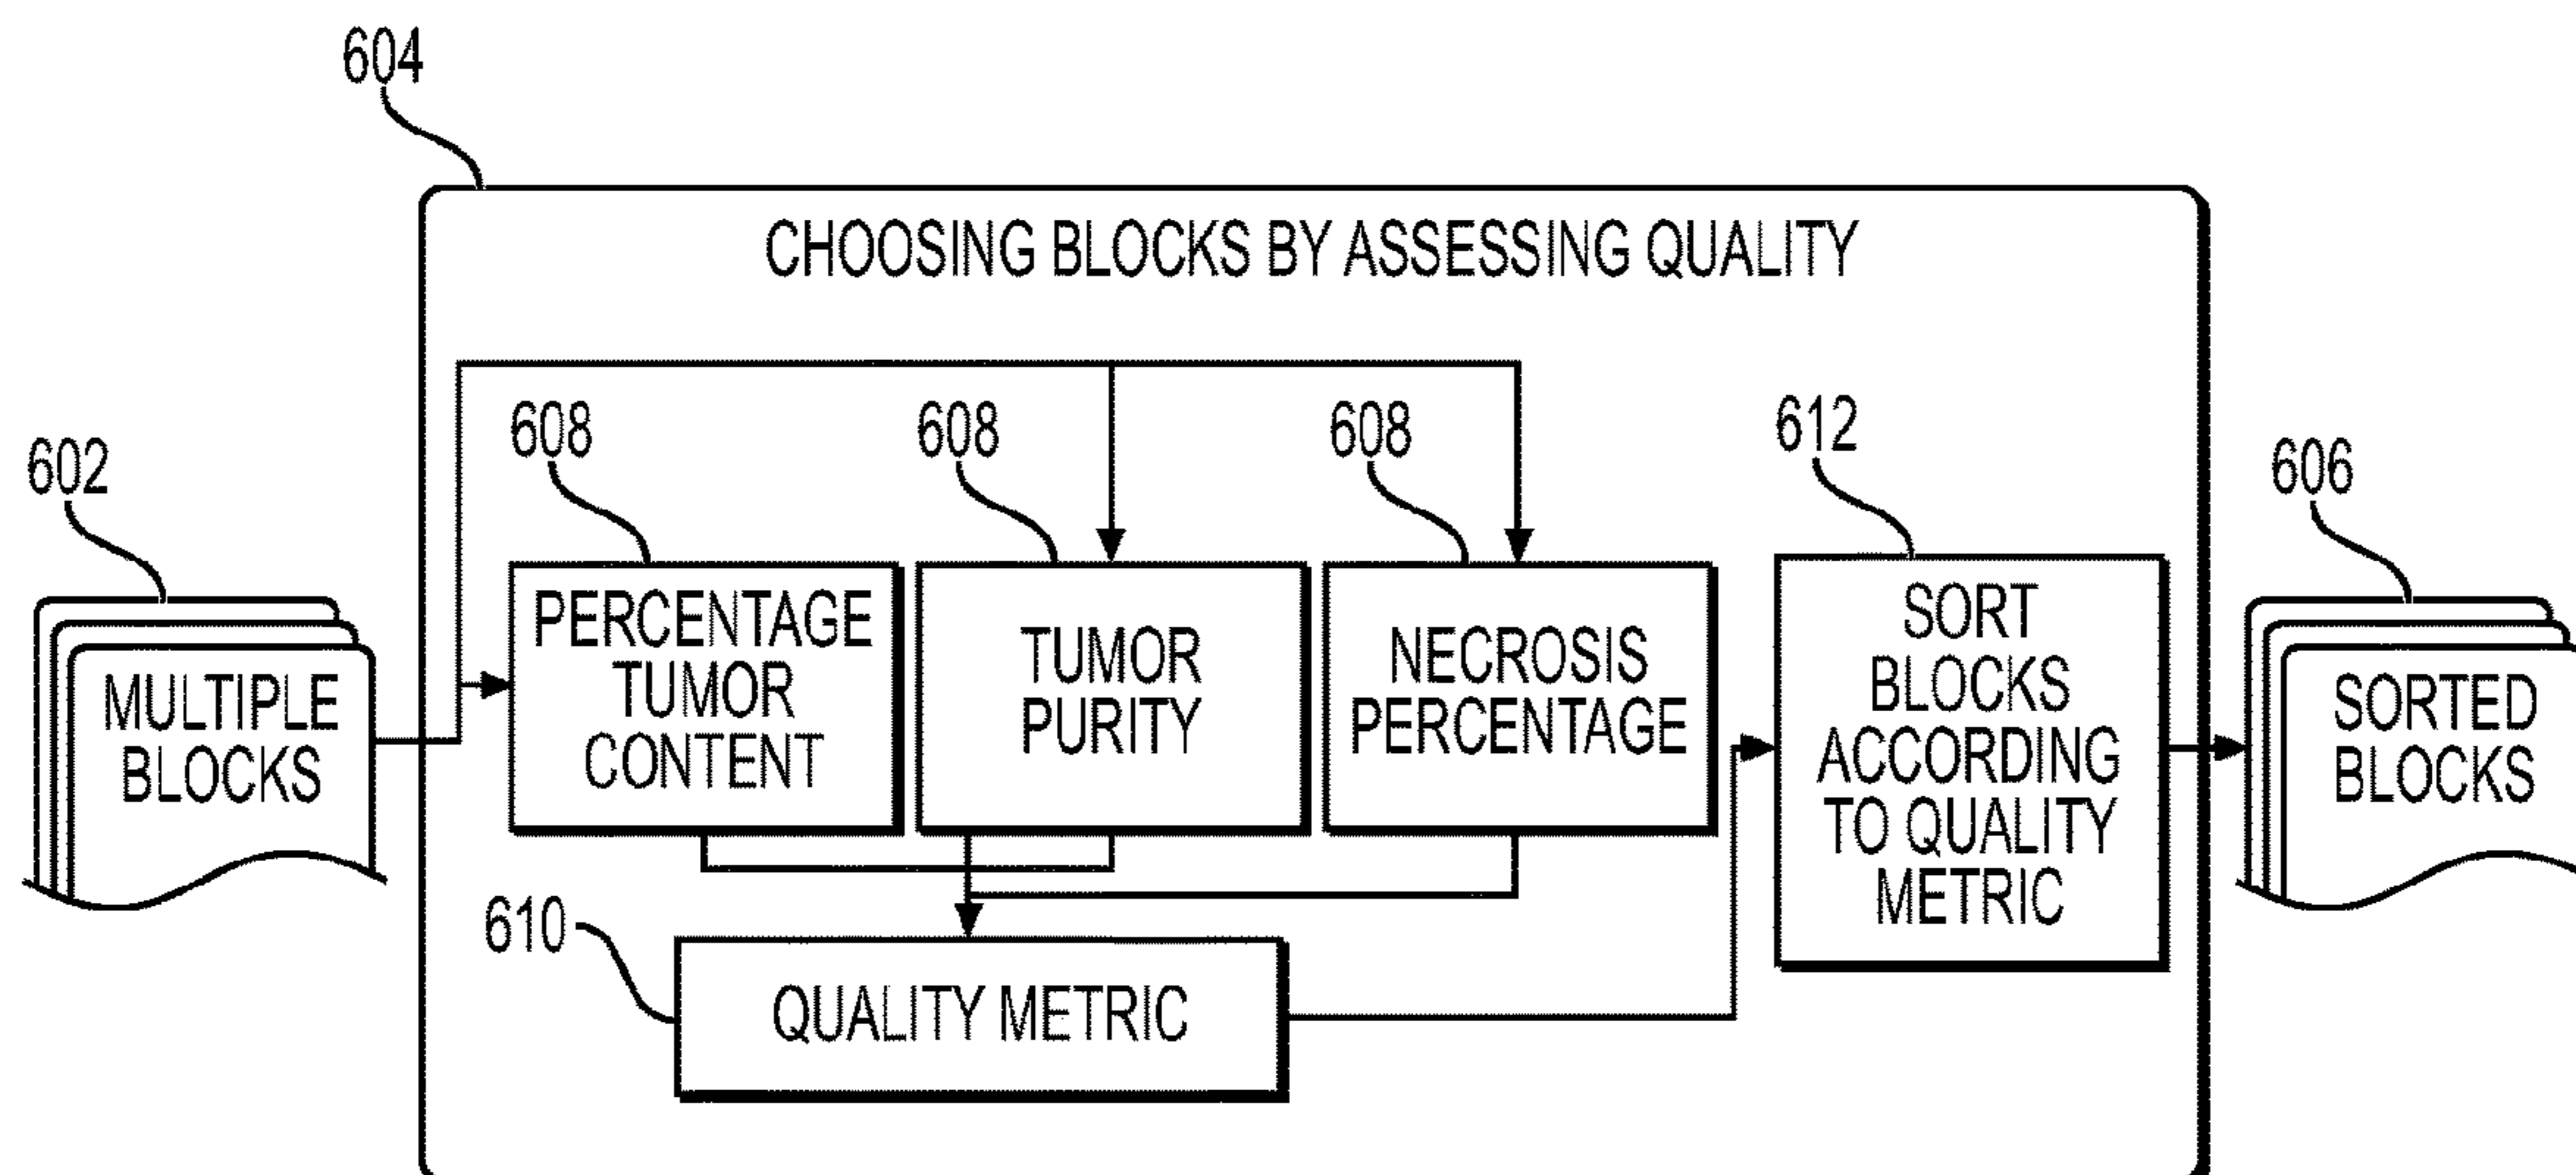 604
CHOOSING BLOCKS BY ASSESSING QUALITY
602
608
608
608
612
606
MULTIPLE
BLOCKS
PERCENTAGE
TUMOR
CONTENT
TUMOR
PURITY
NECROSIS
PERCENTAGE
SORT
BLOCKS
ACCORDING
TO QUALITY
METRIC
SORTED
BLOCKS
610
QUALITY METRIC